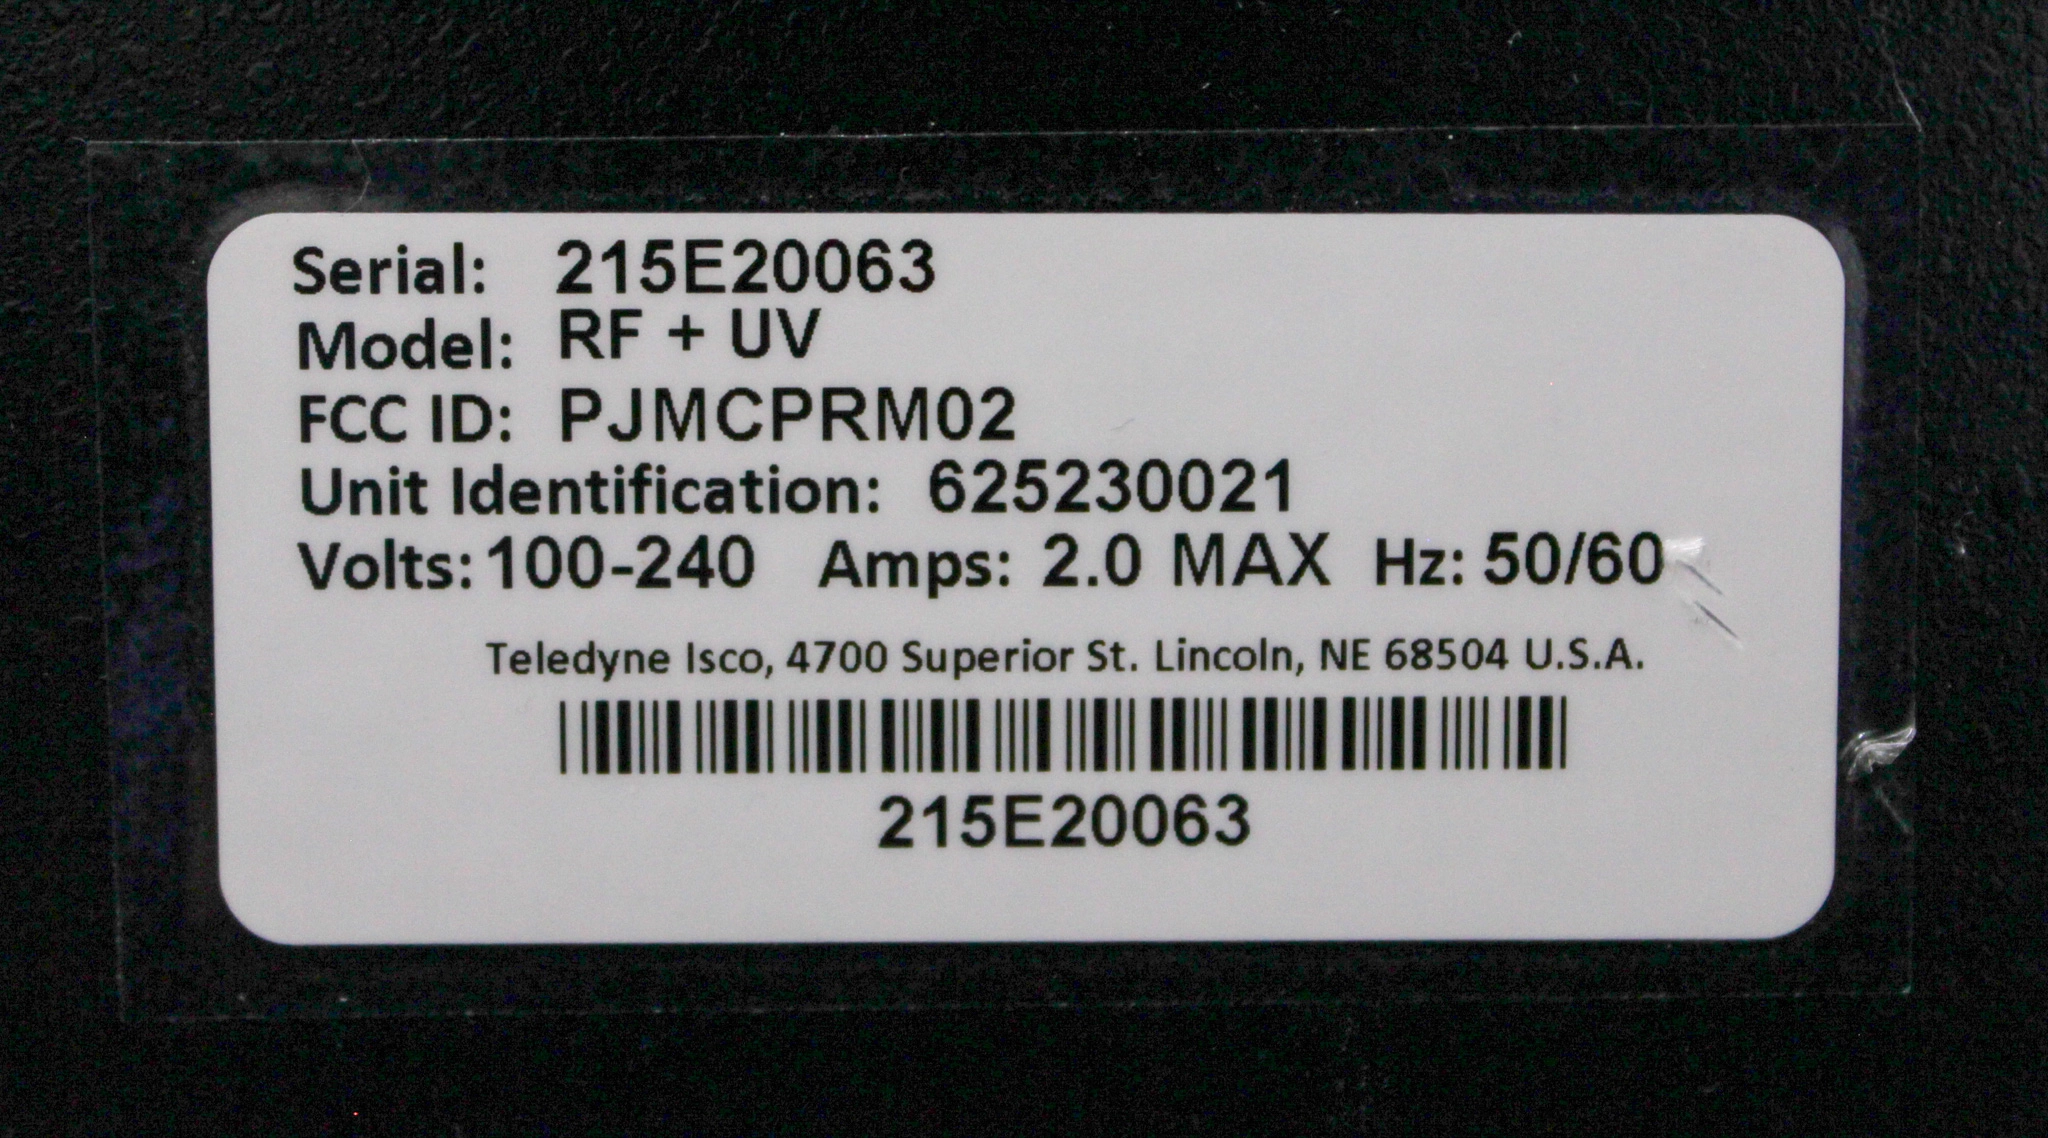 Serial: 215E20063
Model: RF + UV
FCC ID: PJMCPRM02
Unit Identification: 625230021
Volts: 100-240 Amps: 2.0 MAX Hz: 50/60
Teledyne Isco, 4700 Superior St. Lincoln, NE 68504 U.S.A.
215E20063